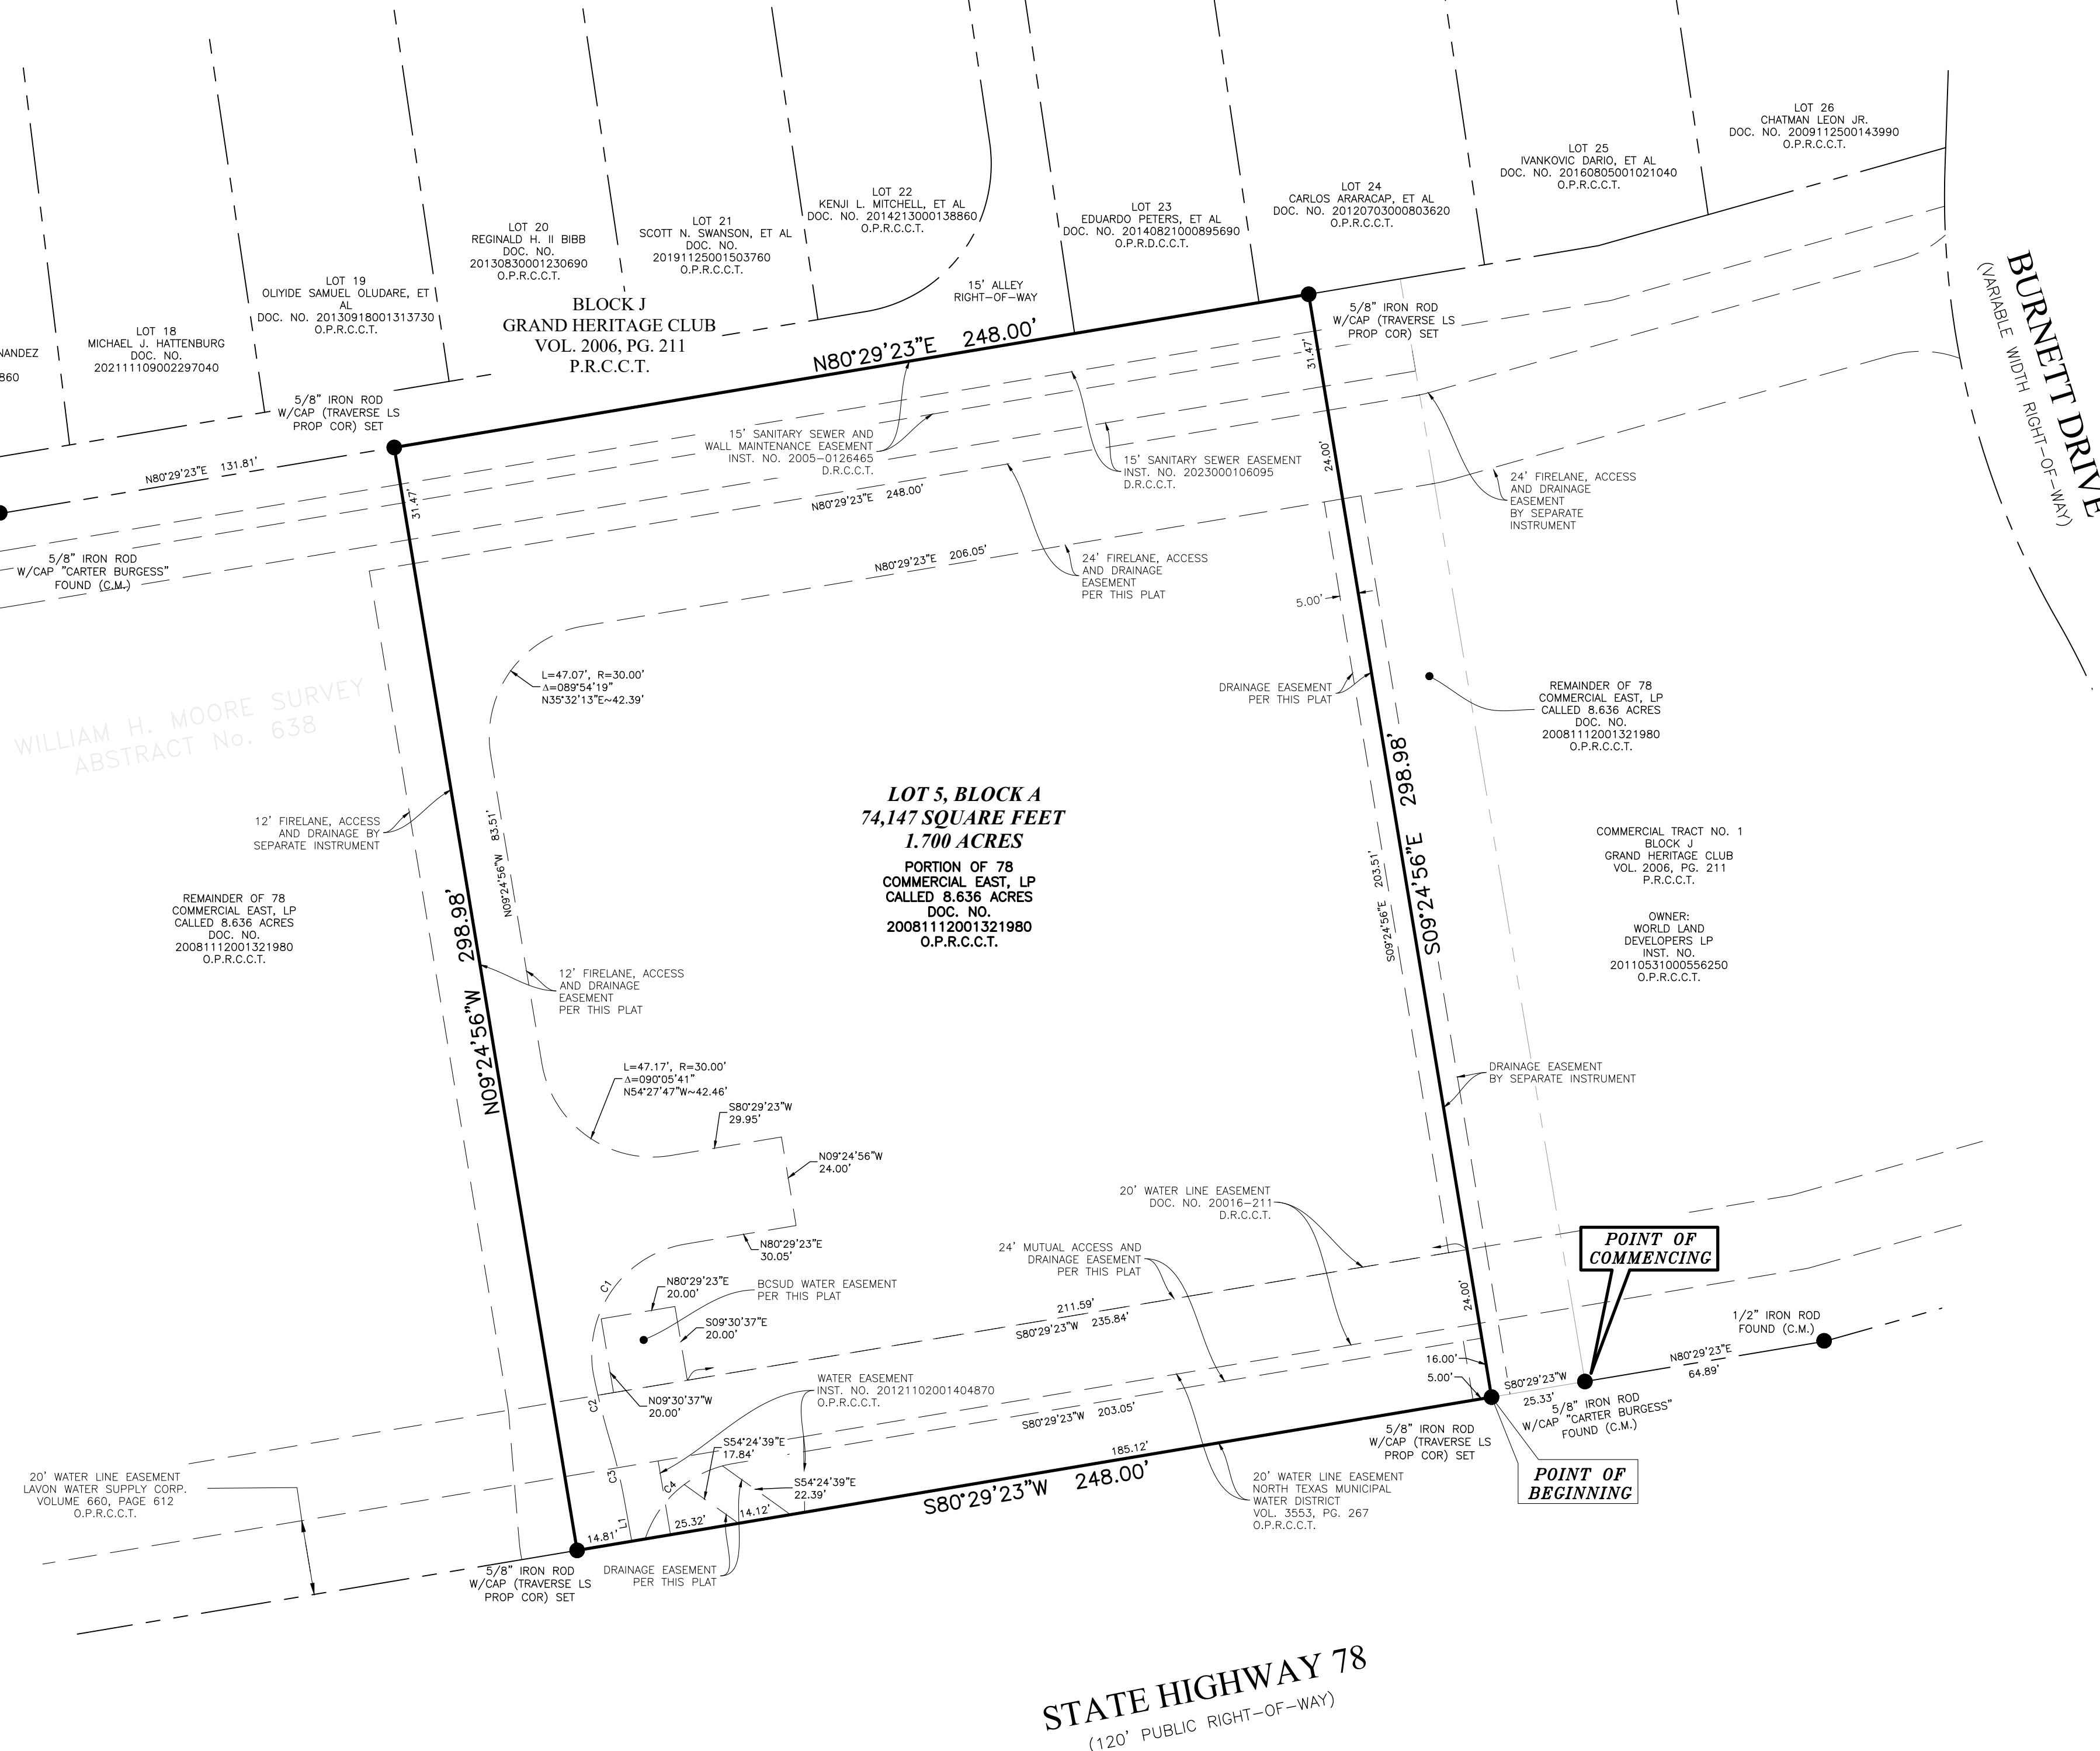 LOT 26
CHATMAN LEON JR.
DOC. NO. 2009112500143990
O.P.R.C.C.T.
LOT 25
IVANKOVIC DARIO, ET AL
DOC. NO. 20160805001021040
O.P.R.C.C.T.
LOT 24
CARLOS ARARACAP, ET AL
DOC. NO. 20120703000803620
O.P.R.C.C.T.
LOT 23
EDUARDO PETERS, ET AL
DOC. NO. 20140821000895690
O.P.R.D.C.C.T.
LOT 22
KENJI L. MITCHELL, ET AL
DOC. NO. 2014213000138860
O.P.R.C.C.T.
LOT 21
SCOTT N. SWANSON, ET AL
DOC. NO.
20191125001503760
O.P.R.C.C.T.
LOT 20
REGINALD H. II BIBB
DOC. NO.
20130830001230690
O.P.R.C.C.T.
LOT 19
OLIYIDE SAMUEL OLUDARE, ET
AL
DOC. NO. 20130918001313730
O.P.R.C.C.T.
LOT 18
MICHAEL J. HATTENBURG
DOC. NO.
202111109002297040
NANDEZ
860
BLOCK J
GRAND HERITAGE CLUB
VOL. 2006, PG. 211
P.R.C.C.T.
15' ALLEY
RIGHT-OF-WAY
BURNETT DRIVE
(VARIABLE WIDTH RIGHT-OF-WAY)
5/8" IRON ROD
W/CAP (TRAVERSE LS
PROP COR) SET
N80°29'23"E 248.00'
5/8" IRON ROD
W/CAP (TRAVERSE LS
PROP COR) SET
N80°29'23"E 131.81'
5/8" IRON ROD
W/CAP "CARTER BURGESS"
FOUND (C.M.)
31.47'
31.47'
24.00'
15' SANITARY SEWER AND
WALL MAINTENANCE EASEMENT
INST. NO. 2005-0126465
D.R.C.C.T.
15' SANITARY SEWER EASEMENT
INST. NO. 2023000106095
D.R.C.C.T.
N80°29'23"E 248.00'
24' FIRELANE, ACCESS
AND DRAINAGE
EASEMENT
BY SEPARATE
INSTRUMENT
N80°29'23"E 206.05'
24' FIRELANE, ACCESS
AND DRAINAGE
EASEMENT
PER THIS PLAT
5.00'
L=47.07', R=30.00'
Δ=089°54'19"
N35°32'13"E~42.39'
DRAINAGE EASEMENT
PER THIS PLAT
REMAINDER OF 78
COMMERCIAL EAST, LP
CALLED 8.636 ACRES
DOC. NO.
20081112001321980
O.P.R.C.C.T.
WILLIAM H. MOORE SURVEY
ABSTRACT No. 638
12' FIRELANE, ACCESS
AND DRAINAGE BY
SEPARATE INSTRUMENT
N09°24'56"W 83.51'
LOT 5, BLOCK A
74,147 SQUARE FEET
1.700 ACRES
PORTION OF 78
COMMERCIAL EAST, LP
CALLED 8.636 ACRES
DOC. NO.
20081112001321980
O.P.R.C.C.T.
S09°24'56"E 203.51'
S09°24'56"E 298.98'
COMMERCIAL TRACT NO. 1
BLOCK J
GRAND HERITAGE CLUB
VOL. 2006, PG. 211
P.R.C.C.T.
OWNER:
WORLD LAND
DEVELOPERS LP
INST. NO.
20110531000556250
O.P.R.C.C.T.
REMAINDER OF 78
COMMERCIAL EAST, LP
CALLED 8.636 ACRES
DOC. NO.
20081112001321980
O.P.R.C.C.T.
N09°24'56"W 298.98'
12' FIRELANE, ACCESS
AND DRAINAGE
EASEMENT
PER THIS PLAT
L=47.17', R=30.00'
Δ=090°05'41"
N54°27'47"W~42.46'
S80°29'23"W
29.95'
DRAINAGE EASEMENT
BY SEPARATE INSTRUMENT
N09°24'56"W
24.00'
20' WATER LINE EASEMENT
DOC. NO. 20016-211
D.R.C.C.T.
N80°29'23"E
30.05'
24' MUTUAL ACCESS AND
DRAINAGE EASEMENT
PER THIS PLAT
POINT OF
COMMENCING
C1
N80°29'23"E
20.00'
BCSUD WATER EASEMENT
PER THIS PLAT
S09°30'37"E
20.00'
211.59'
S80°29'23"W 235.84'
24.00'
1/2" IRON ROD
FOUND (C.M.)
N80°29'23"E
64.89'
16.00'
5.00'
S80°29'23"W
25.33'
WATER EASEMENT
INST. NO. 20121102001404870
O.P.R.C.C.T.
C2
N09°30'37"W
20.00'
S80°29'23"W 203.05'
5/8" IRON ROD
W/CAP "CARTER BURGESS"
FOUND (C.M.)
5/8" IRON ROD
W/CAP (TRAVERSE LS
PROP COR) SET
S54°24'39"E
17.84'
185.12'
S80°29'23"W 248.00'
20' WATER LINE EASEMENT
LAVON WATER SUPPLY CORP.
VOLUME 660, PAGE 612
O.P.R.C.C.T.
C3
C4
S54°24'39"E
22.39'
20' WATER LINE EASEMENT
NORTH TEXAS MUNICIPAL
WATER DISTRICT
VOL. 3553, PG. 267
O.P.R.C.C.T.
POINT OF
BEGINNING
L1
14.81'
25.32'
14.12'
5/8" IRON ROD
W/CAP (TRAVERSE LS
PROP COR) SET
DRAINAGE EASEMENT
PER THIS PLAT
STATE HIGHWAY 78
(120' PUBLIC RIGHT-OF-WAY)